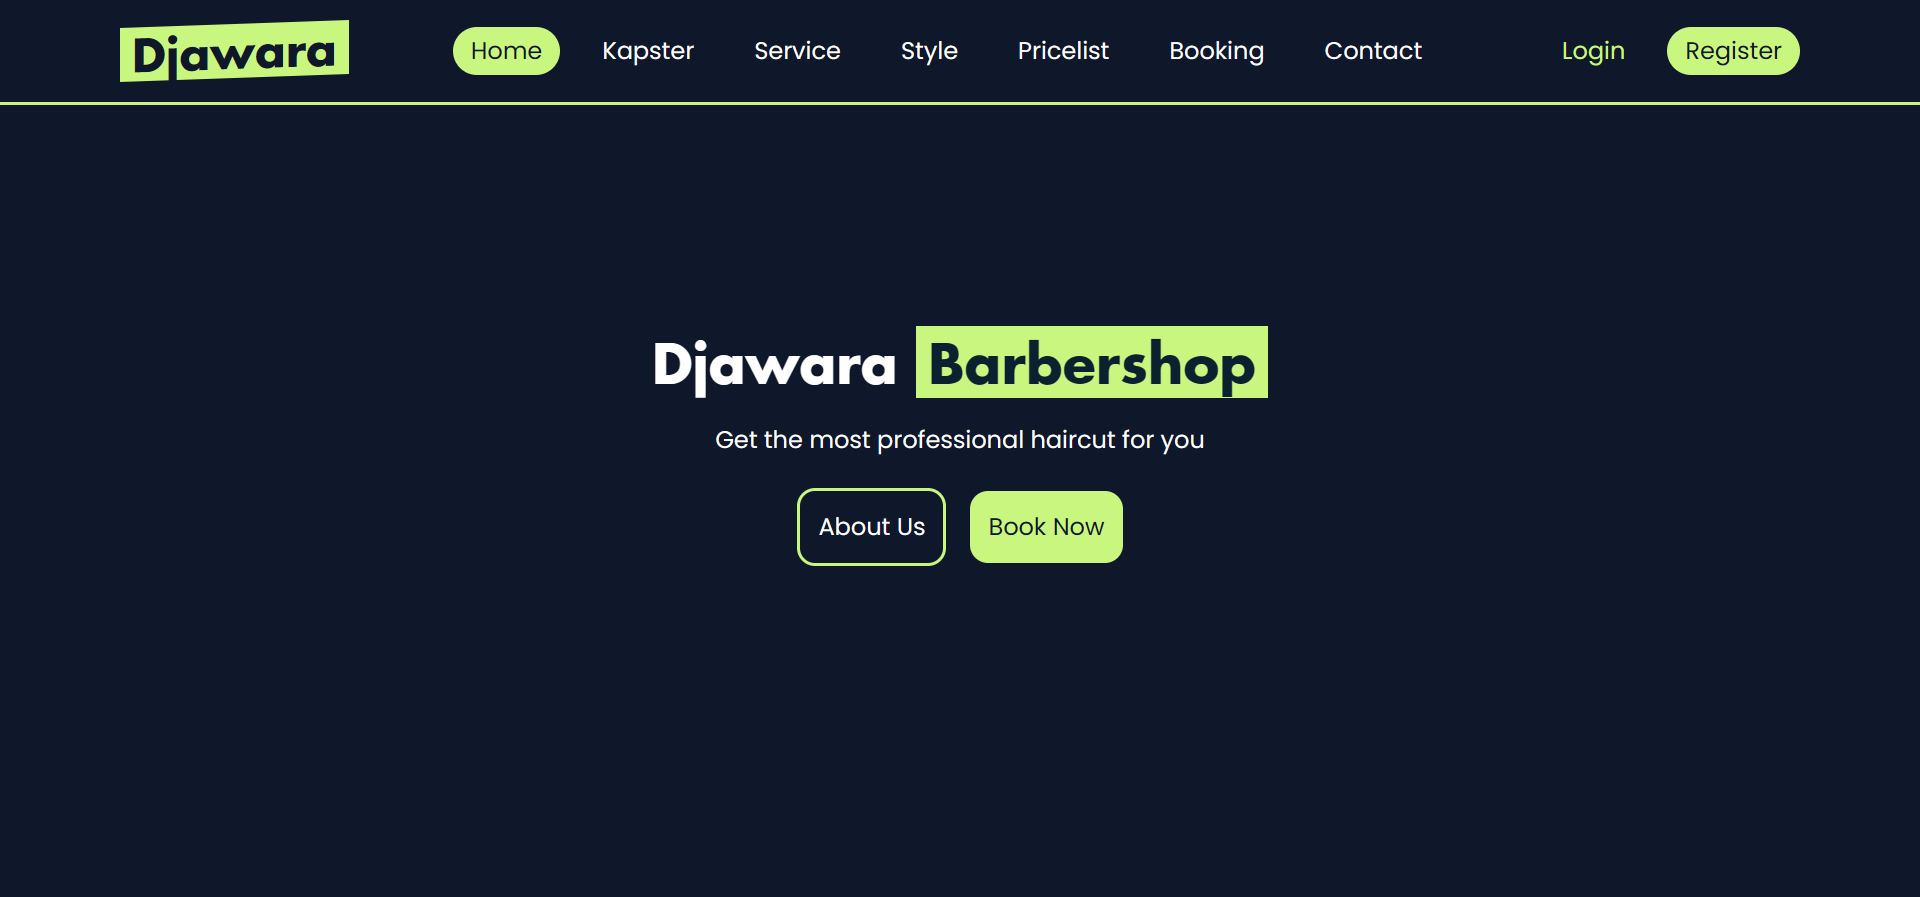 Djawara Home Kapster Service Style Pricelist Booking Contact Login Register
Djawara Barbershop
Get the most professional haircut for you
About Us Book Now